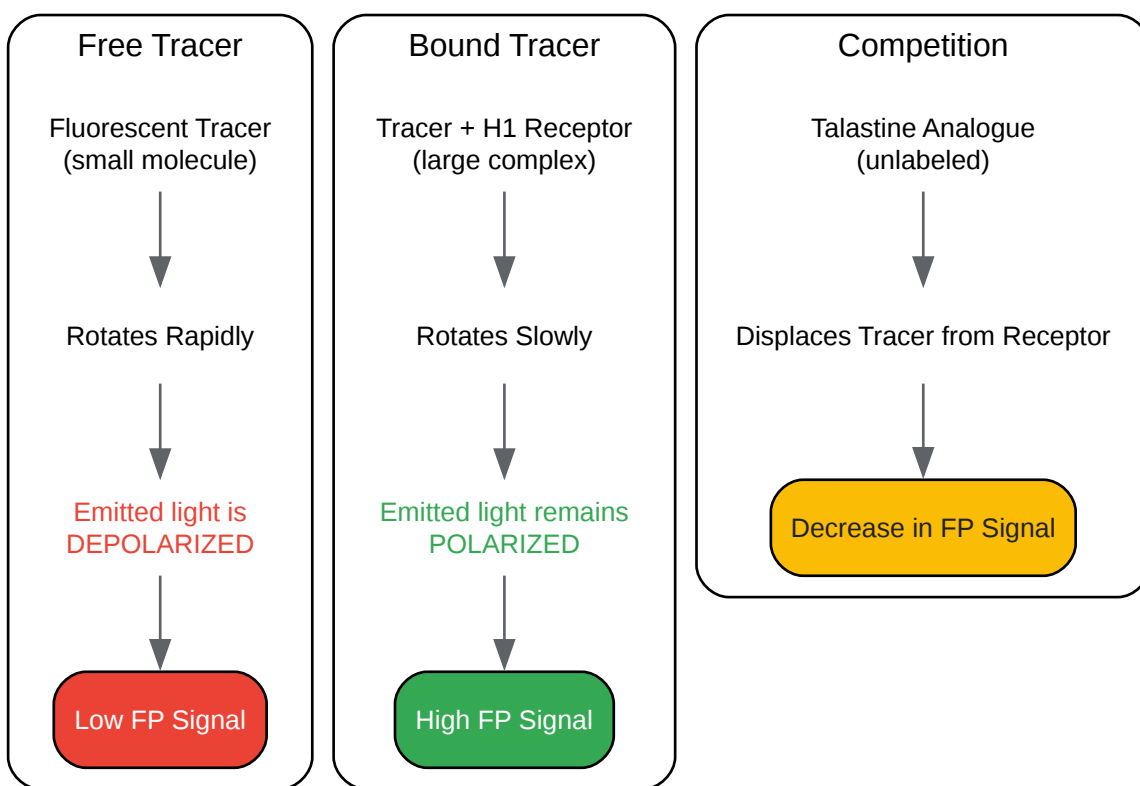 Free Tracer
Fluorescent Tracer
(small molecule)
Rotates Rapidly
Emitted light is
DEPOLARIZED
Low FP Signal
Bound Tracer
Tracer + H1 Receptor
(large complex)
Rotates Slowly
Emitted light remains
POLARIZED
High FP Signal
Competition
Talastine Analogue
(unlabeled)
Displaces Tracer from Receptor
Decrease in FP Signal